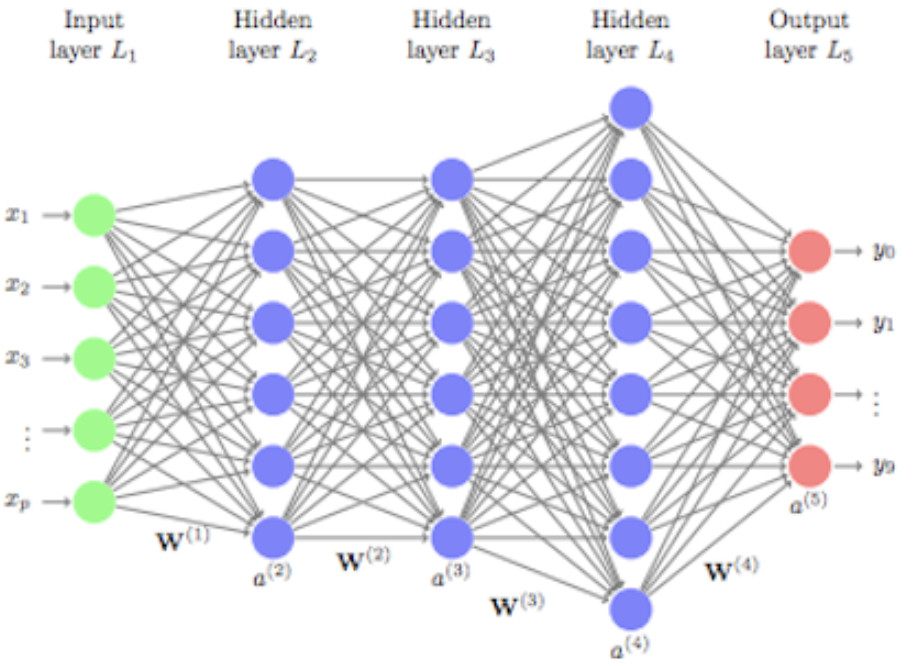 Input
layer L₁
Hidden
layer L₂
Hidden
layer L₃
Hidden
layer L₄
Output
layer L₅
x₁
x₂
x₃
⋮
xₚ
y₀
y₁
⋮
y₉
W⁽¹⁾
a⁽²⁾
W⁽²⁾
a⁽³⁾
W⁽³⁾
a⁽⁴⁾
W⁽⁴⁾
a⁽⁵⁾